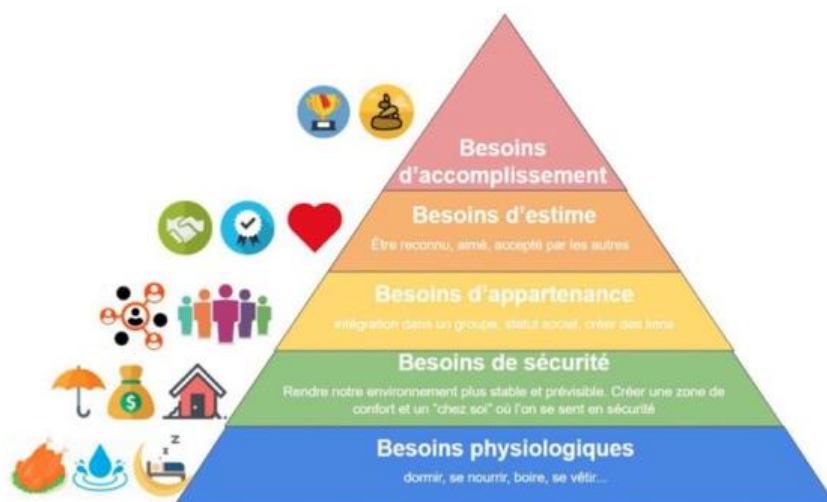 Besoins
d'accomplissement
Besoins d'estime
Être reconnu, aimé, accepté par les autres
Besoins d'appartenance
intégration dans un groupe, statut social, créer des liens
Besoins de sécurité
Rendre notre environnement plus stable et prévisible. Créer une zone de
confort et un "chez soi" où l'on se sent en sécurité
Besoins physiologiques
dormir, se nourrir, boire, se vêtir...